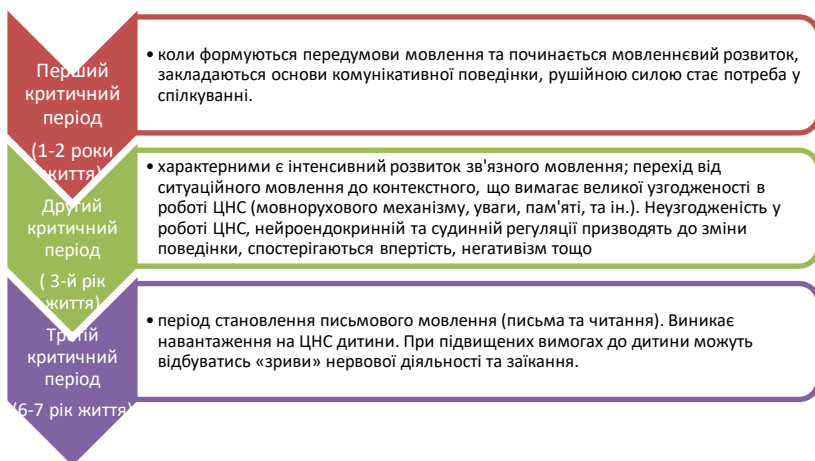 Перший
критичний
період
(1-2 роки
життя)
• коли формуються передумови мовлення та починається мовленнєвий розвиток,
закладаються основи комунікативної поведінки, рушійною силою стає потреба у
спілкуванні.
Другий
критичний
період
( 3-й рік
життя)
• характерними є інтенсивний розвиток зв'язного мовлення; перехід від
ситуаційного мовлення до контекстного, що вимагає великої узгодженості в
роботі ЦНС (мовнорухового механізму, уваги, пам'яті, та ін.). Неузгодженість у
роботі ЦНС, нейроендокринній та судинній регуляції призводять до зміни
поведінки, спостерігаються впертість, негативізм тощо
Третій
критичний
період
(6-7 рік життя)
• період становлення письмового мовлення (письма та читання). Виникає
навантаження на ЦНС дитини. При підвищених вимогах до дитини можуть
відбуватись «зриви» нервової діяльності та заїкання.